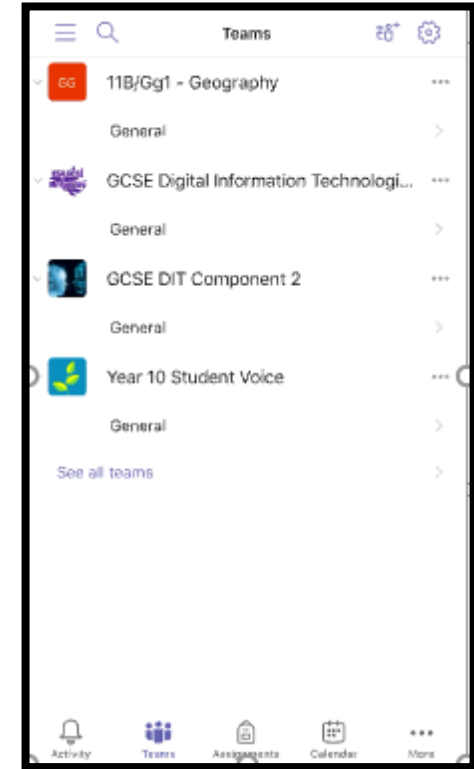 Teams
GG
11B/Gg1 - Geography
General
GCSE Digital Information Technologi...
General
GCSE DIT Component 2
General
Year 10 Student Voice
General
See all teams
Activity Teams Assignments Calendar More